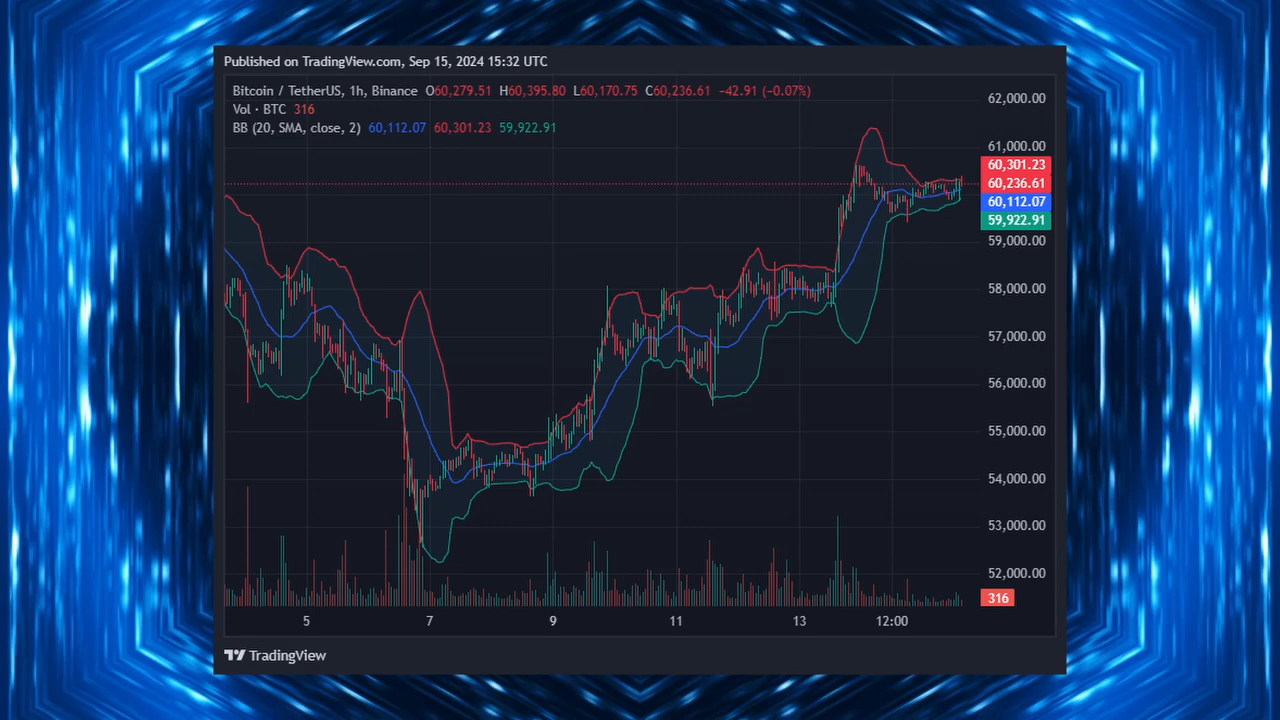 Published on TradingView.com, Sep 15, 2024 15:32 UTC
Bitcoin / TetherUS, 1h, Binance O60,279.51 H60,395.80 L60,170.75 C60,236.61 −42.91 (−0.07%)
Vol · BTC 316
BB (20, SMA, close, 2) 60,112.07 60,301.23 59,922.91
62,000.00
61,000.00
60,301.23
60,236.61
60,112.07
59,922.91
59,000.00
58,000.00
57,000.00
56,000.00
55,000.00
54,000.00
53,000.00
52,000.00
316
5 7 9 11 13 12:00
TradingView